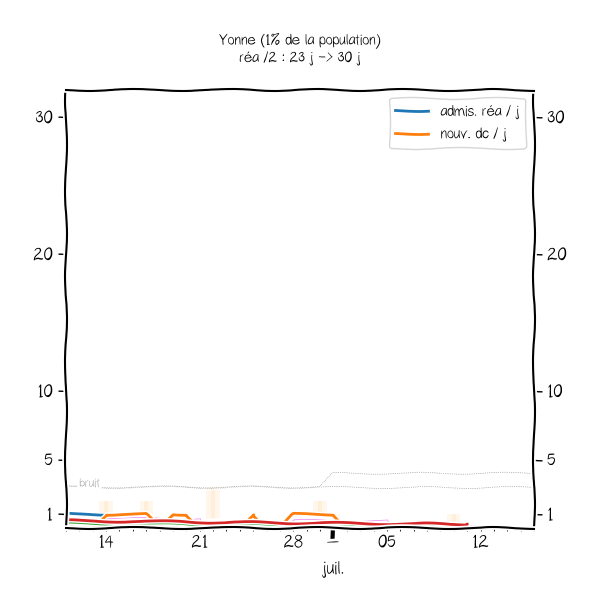 Yonne (1% de la population)
réa /2 : 23 j -> 30 j
admis. réa / j
nouv. dc / j
30
30
20
20
10
10
5
5
bruit
1
1
14
21
28
05
12
juil.